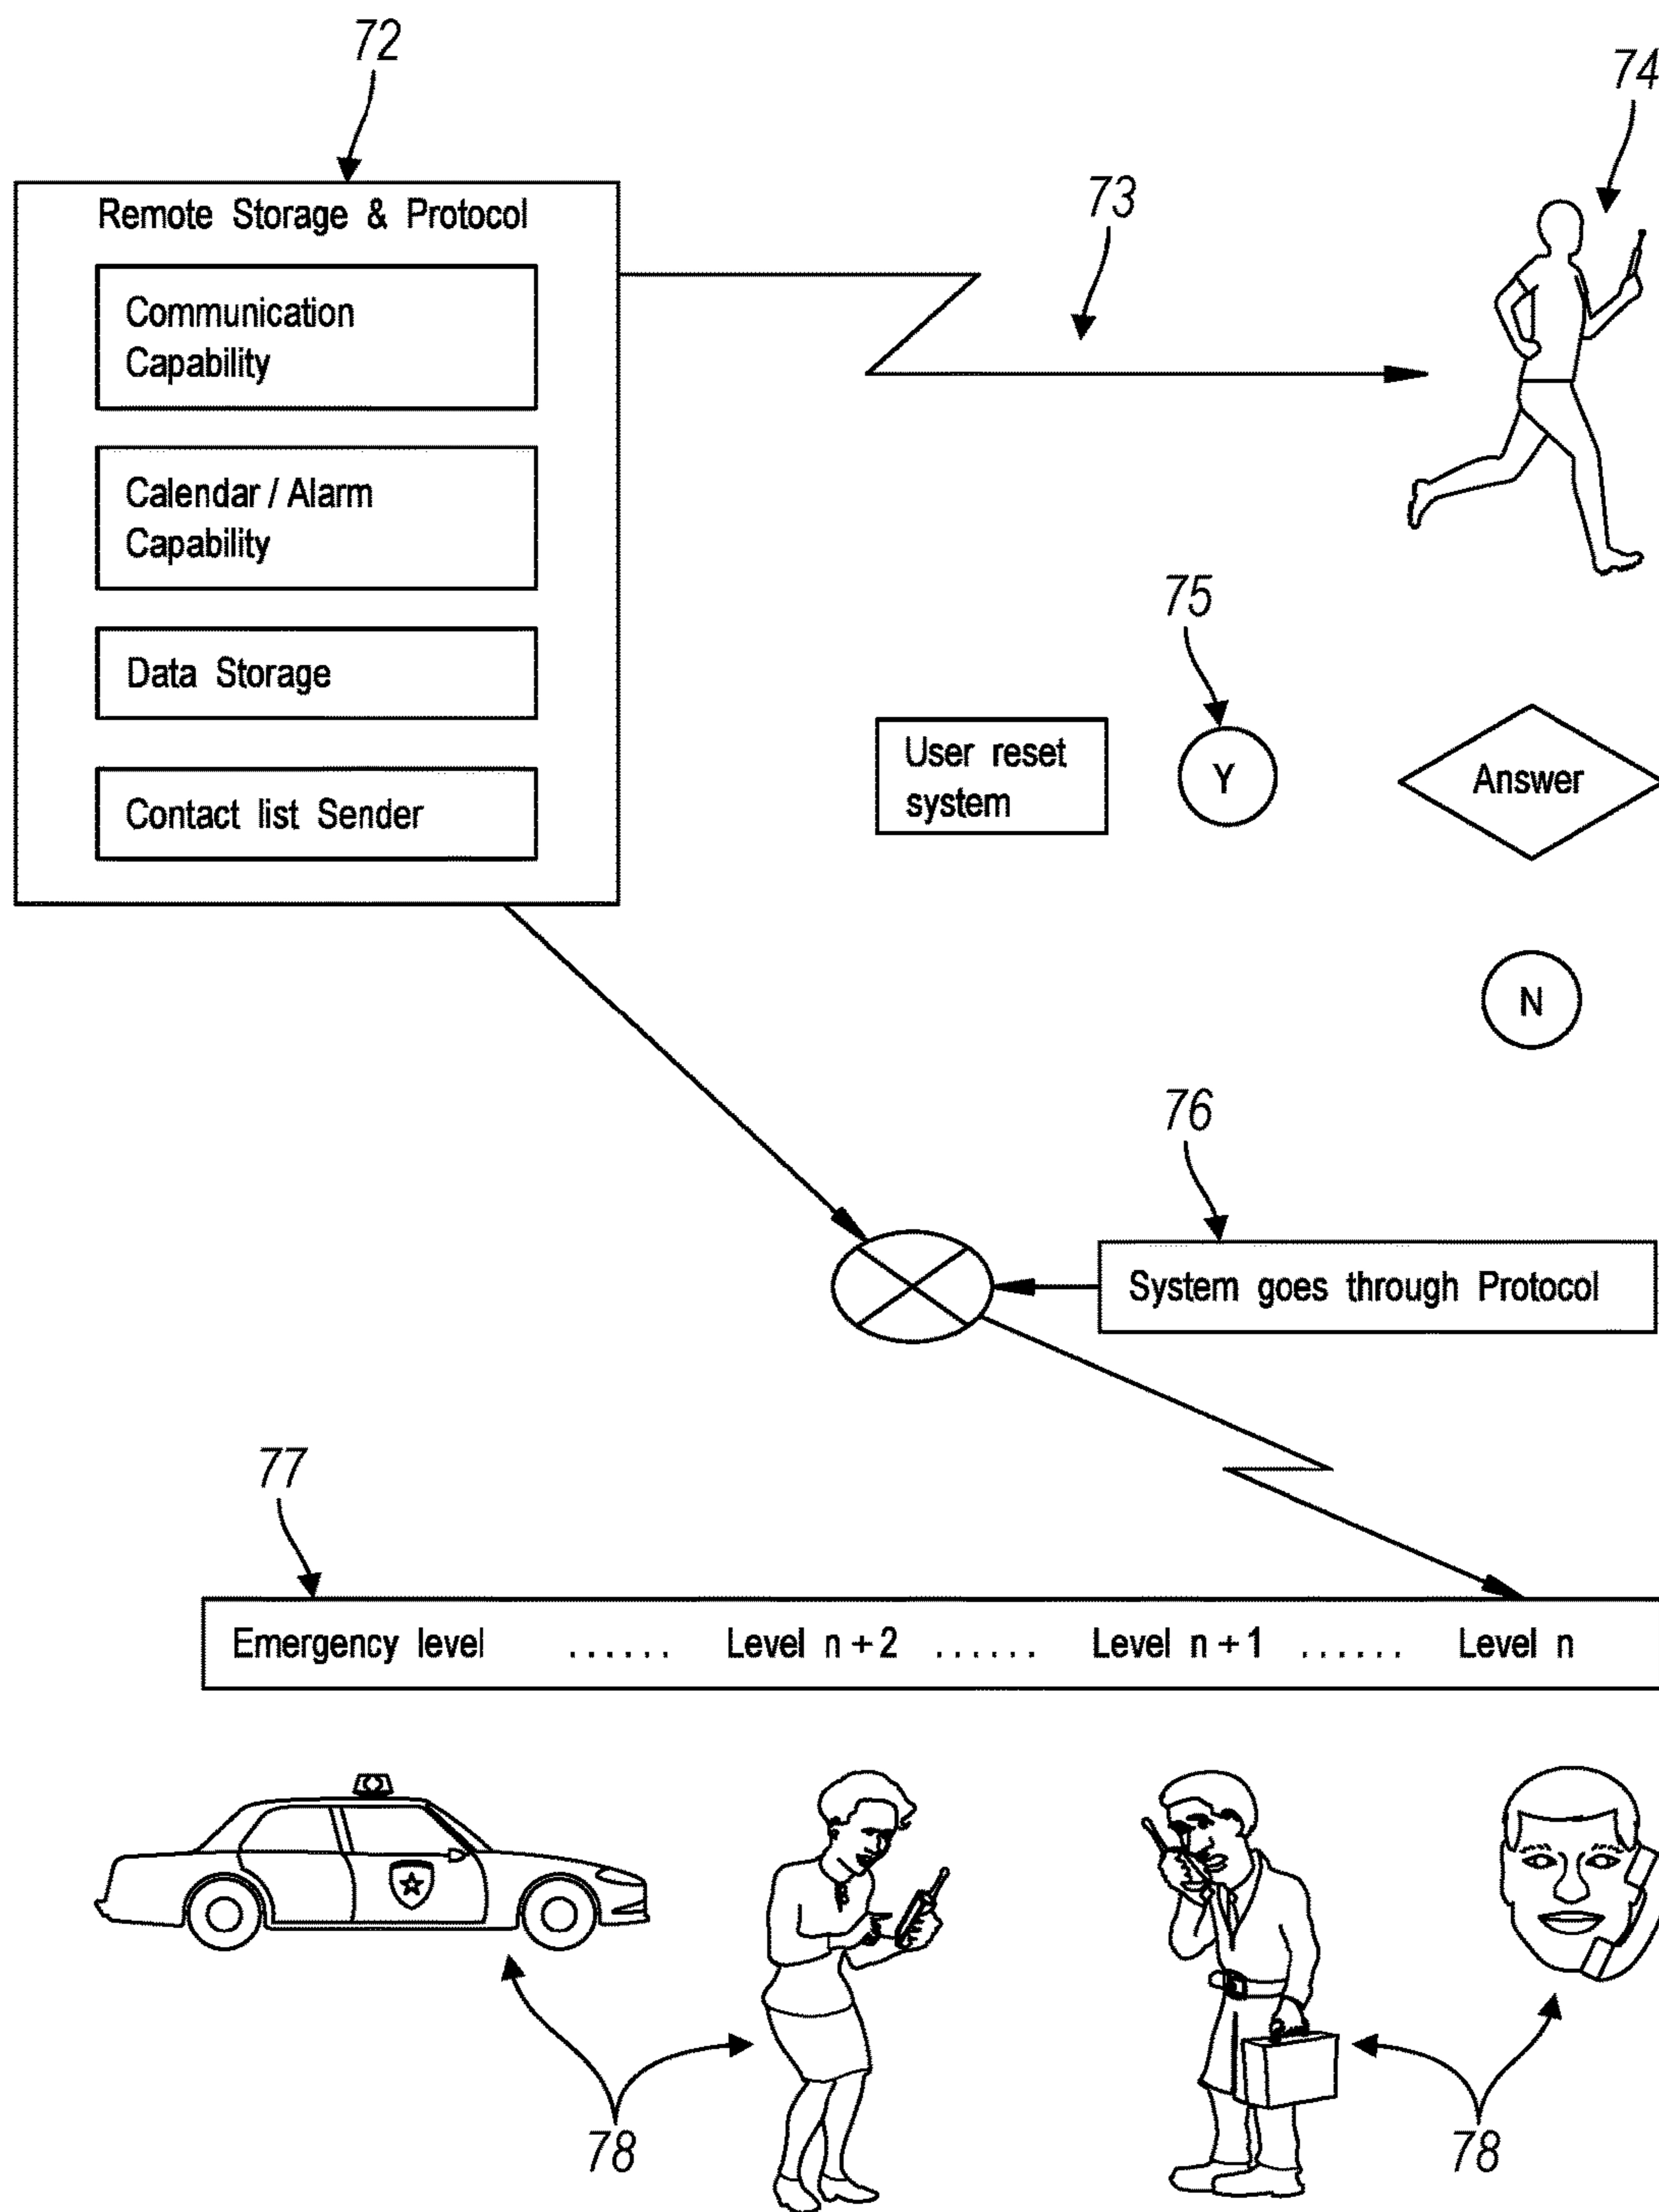 72
74
73
Remote Storage & Protocol
Communication
Capability
Calendar / Alarm
Capability
Data Storage
Contact list Sender
75
User reset
system
Y
Answer
N
76
System goes through Protocol
77
Emergency level ...... Level n + 2 ...... Level n + 1 ...... Level n
78
78